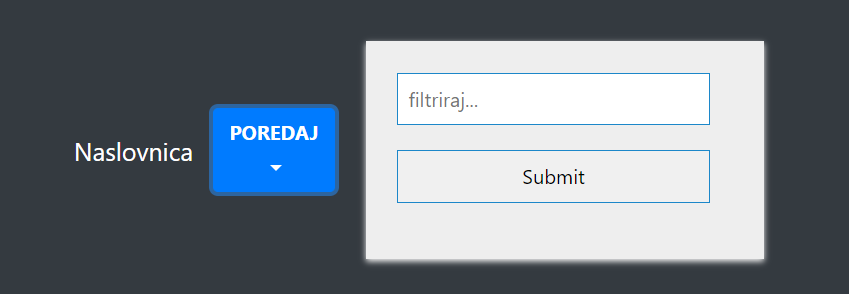 Naslovnica
POREDAJ
filtriraj...
Submit